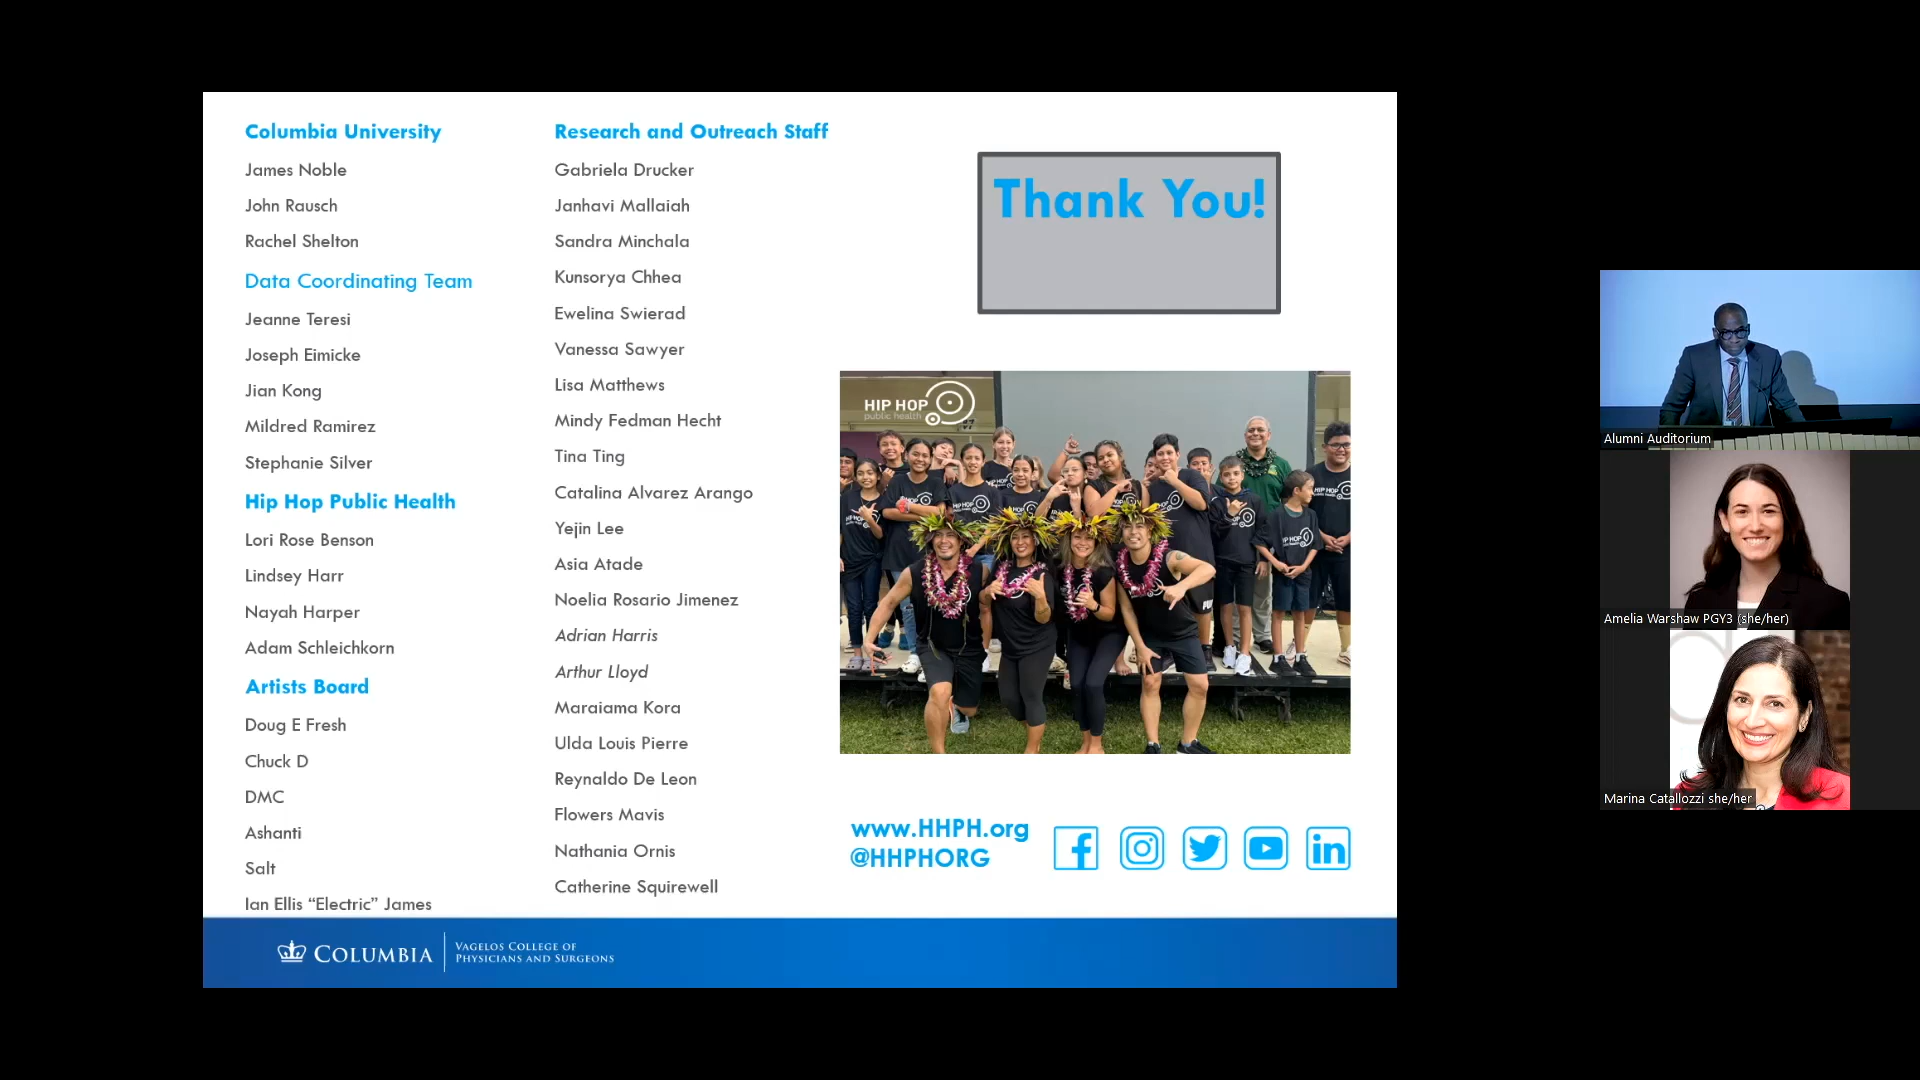 Columbia University
James Noble
John Rausch
Rachel Shelton
Data Coordinating Team
Jeanne Teresi
Joseph Eimicke
Jian Kong
Mildred Ramirez
Stephanie Silver
Hip Hop Public Health
Lori Rose Benson
Lindsey Harr
Nayah Harper
Adam Schleichkorn
Artists Board
Doug E Fresh
Chuck D
DMC
Ashanti
Salt
Ian Ellis “Electric” James
Research and Outreach Staff
Gabriela Drucker
Janhavi Mallaiah
Sandra Minchala
Kunsorya Chhea
Ewelina Swierad
Vanessa Sawyer
Lisa Matthews
Mindy Fedman Hecht
Tina Ting
Catalina Alvarez Arango
Yejin Lee
Asia Atade
Noelia Rosario Jimenez
Adrian Harris
Arthur Lloyd
Maraiama Kora
Ulda Louis Pierre
Reynaldo De Leon
Flowers Mavis
Nathania Ornis
Catherine Squirewell
Thank You!
HIP HOP
public health
www.HHPH.org
@HHPHORG
COLUMBIA
VAGELOS COLLEGE OF
PHYSICIANS AND SURGEONS
Alumni Auditorium
Amelia Warshaw PGY3 (she/her)
Marina Catallozzi she/her